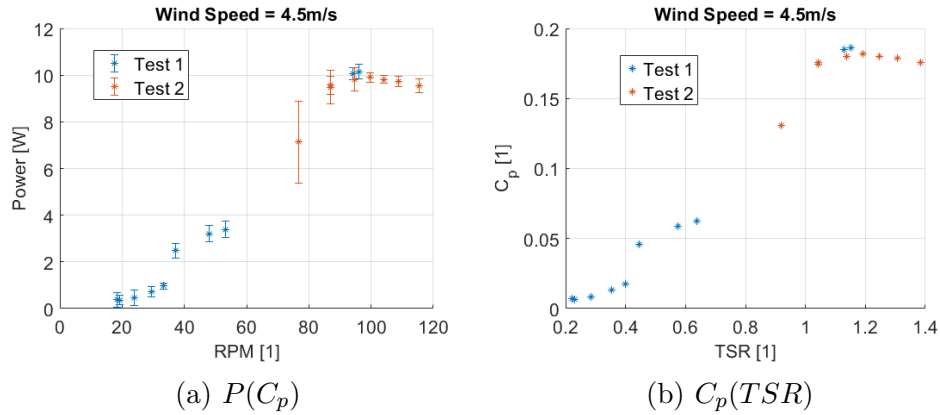 Wind Speed = 4.5m/s
12
10
8
6
4
2
0
Power [W]
Test 1
Test 2
0 20 40 60 80 100 120
RPM [1]
(a) P(C_p)
Wind Speed = 4.5m/s
0.2
0.15
0.1
0.05
0
C_p [1]
Test 1
Test 2
0.2 0.4 0.6 0.8 1 1.2 1.4
TSR [1]
(b) C_p(TSR)